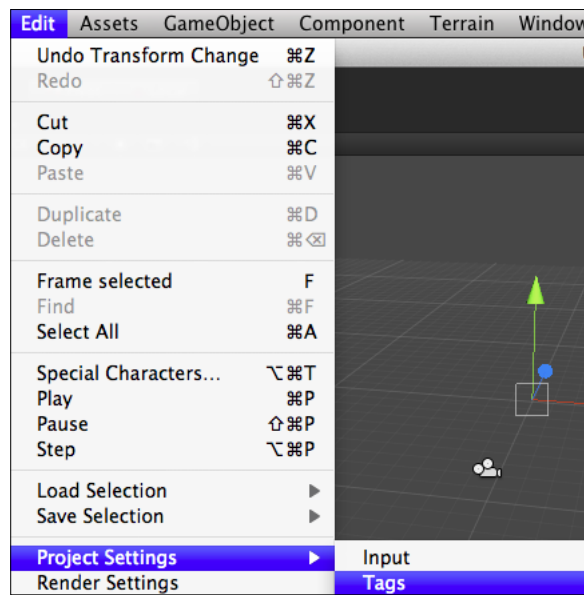 Edit Assets GameObject Component Terrain Window
Undo Transform Change ⌘Z
Redo ⇧⌘Z
Cut ⌘X
Copy ⌘C
Paste ⌘V
Duplicate ⌘D
Delete ⌘⌫
Frame selected F
Find ⌘F
Select All ⌘A
Special Characters... ⌥⌘T
Play ⌘P
Pause ⇧⌘P
Step ⌥⌘P
Load Selection ▶
Save Selection ▶
Project Settings ▶ Input
Render Settings Tags